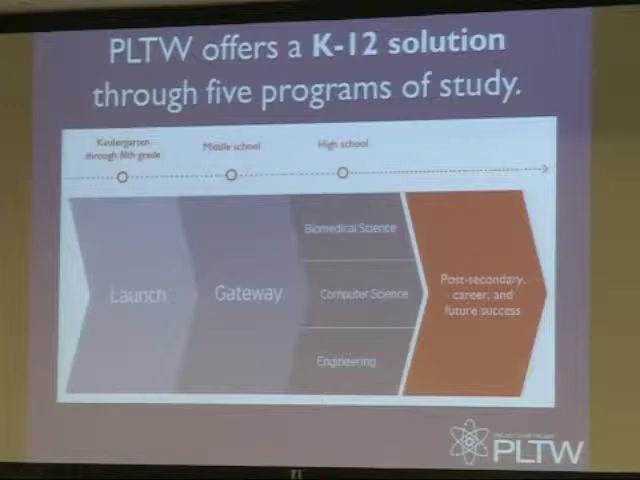 PLTW offers a K-12 solution
through five programs of study.
Kindergarten
through fifth grade
Middle school
High school
Launch
Gateway
Biomedical Science
Computer Science
Engineering
Post-secondary,
career, and
future success
PLTW